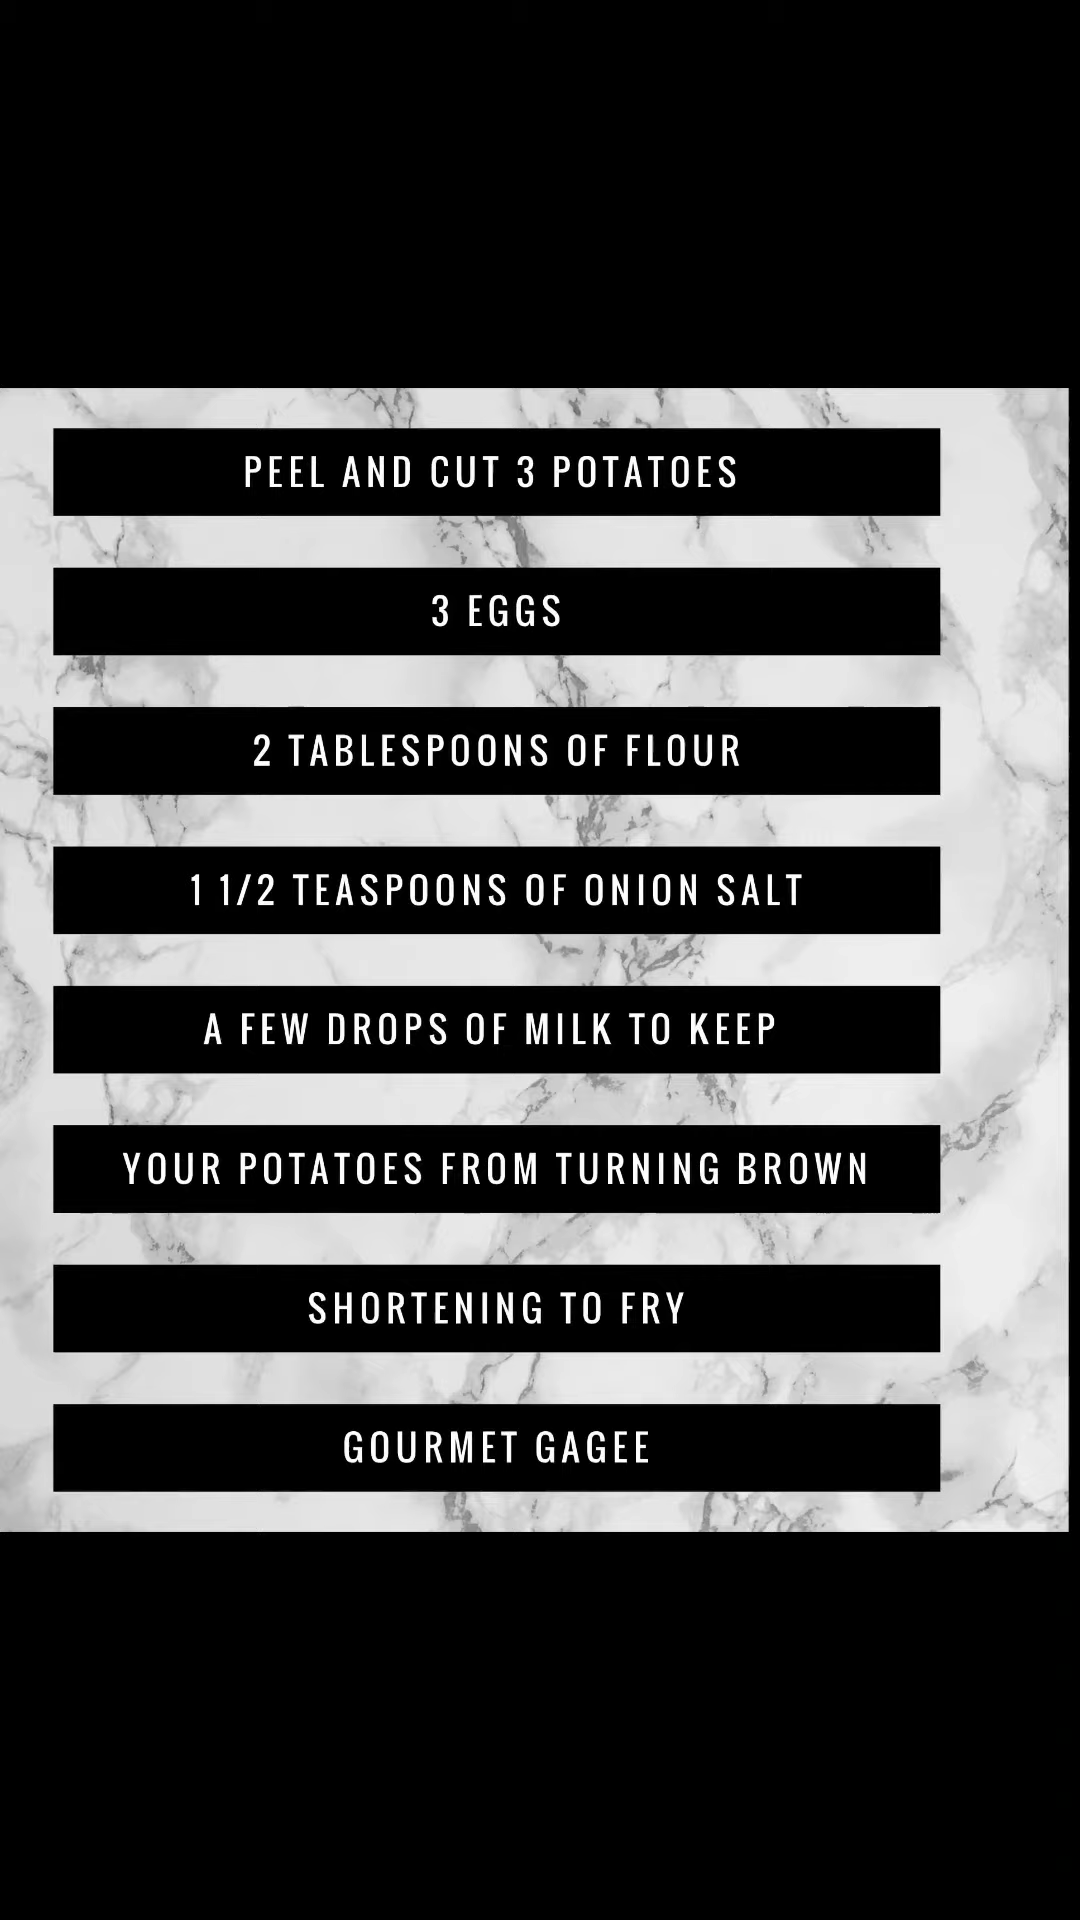 PEEL AND CUT 3 POTATOES
3 EGGS
2 TABLESPOONS OF FLOUR
1 1/2 TEASPOONS OF ONION SALT
A FEW DROPS OF MILK TO KEEP
YOUR POTATOES FROM TURNING BROWN
SHORTENING TO FRY
GOURMET GAGEE